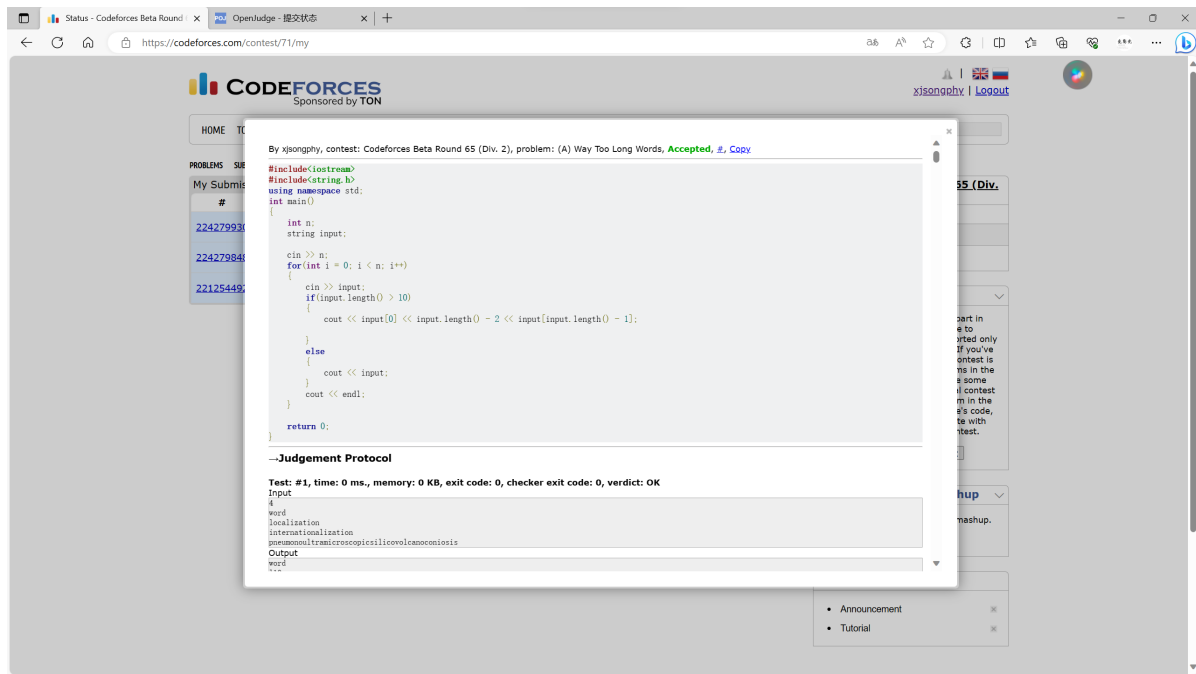 Status - Codeforces Beta Round
OpenJudge - 提交状态
https://codeforces.com/contest/71/my
CODEFORCES
Sponsored by TON
xjsongphy | Logout
HOME
PROBLEMS
My Submis
#
22427993
22427984
22125449
By xjsongphy, contest: Codeforces Beta Round 65 (Div. 2), problem: (A) Way Too Long Words, Accepted, #, Copy
#include<iostream>
#include<string.h>
using namespace std;
int main()
{
int n;
string input;
cin >> n;
for(int i = 0; i < n; i++)
{
cin >> input;
if(input.length() > 10)
{
cout << input[0] << input.length() - 2 << input[input.length() - 1];
}
else
{
cout << input;
}
cout << endl;
}
return 0;
}
→Judgement Protocol
Test: #1, time: 0 ms., memory: 0 KB, exit code: 0, checker exit code: 0, verdict: OK
Input
4
word
localization
internationalization
pneumonoultramicroscopicsilicovolcanoconiosis
Output
word
55 (Div.
part in
e to
orted only
If you've
ontest is
ms in the
e some
al contest
m in the
e's code,
te with
ntest.
hup
mashup.
Announcement
Tutorial